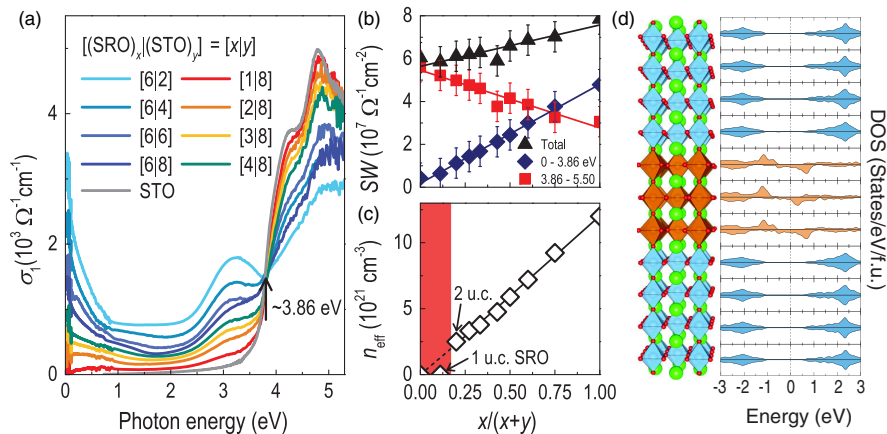 (a)
[(SRO)x|(STO)y] = [x|y]
[6|2]
[1|8]
[6|4]
[2|8]
[6|6]
[3|8]
[6|8]
[4|8]
STO
~3.86 eV
σ1(10³ Ω⁻¹cm⁻¹)
4
2
0
0 1 2 3 4 5
Photon energy (eV)
(b)
SW (10⁷ Ω⁻¹cm⁻²)
8
6
4
2
0
Total
0 - 3.86 eV
3.86 - 5.50
(c)
neff (10²¹ cm⁻³)
10
5
0
2 u.c.
1 u.c. SRO
0.00 0.25 0.50 0.75 1.00
x/(x+y)
(d)
DOS (States/eV/f.u.)
-3 -2 -1 0 1 2 3
Energy (eV)